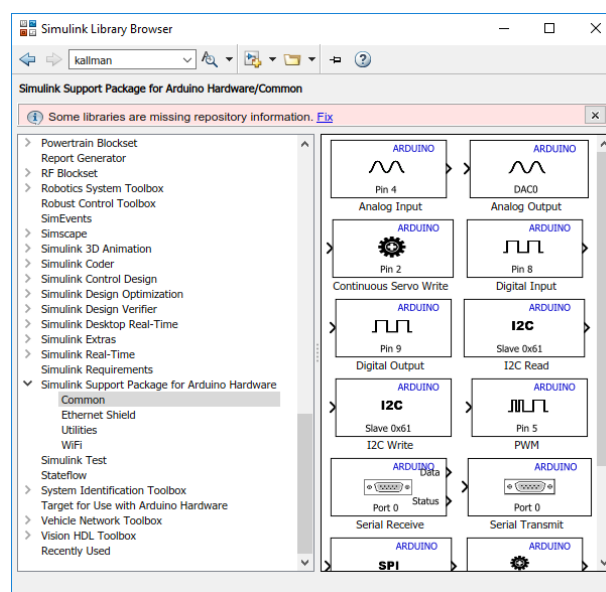 Simulink Library Browser
kallman
Simulink Support Package for Arduino Hardware/Common
Some libraries are missing repository information. Fix
Powertrain Blockset
Report Generator
RF Blockset
Robotics System Toolbox
Robust Control Toolbox
SimEvents
Simscape
Simulink 3D Animation
Simulink Coder
Simulink Control Design
Simulink Design Optimization
Simulink Design Verifier
Simulink Desktop Real-Time
Simulink Extras
Simulink Real-Time
Simulink Requirements
Simulink Support Package for Arduino Hardware
Common
Ethernet Shield
Utilities
WiFi
Simulink Test
Stateflow
System Identification Toolbox
Target for Use with Arduino Hardware
Vehicle Network Toolbox
Vision HDL Toolbox
Recently Used
ARDUINO
Pin 4
Analog Input
ARDUINO
DAC0
Analog Output
ARDUINO
Pin 2
Continuous Servo Write
ARDUINO
Pin 8
Digital Input
ARDUINO
Pin 9
Digital Output
ARDUINO
I2C
Slave 0x61
I2C Read
ARDUINO
I2C
Slave 0x61
I2C Write
ARDUINO
Pin 5
PWM
ARDUINO
Data
Port 0
Status
Serial Receive
ARDUINO
Port 0
Serial Transmit
ARDUINO
SPI
ARDUINO